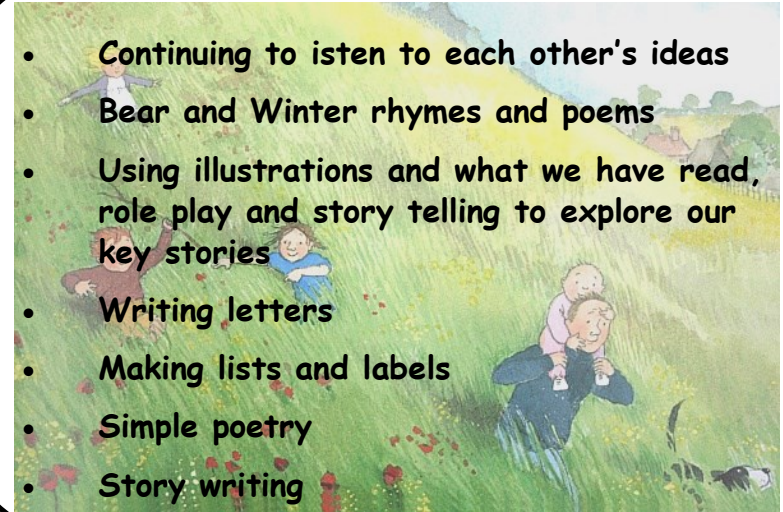 • Continuing to isten to each other's ideas
• Bear and Winter rhymes and poems
• Using illustrations and what we have read,
role play and story telling to explore our
key stories
• Writing letters
• Making lists and labels
• Simple poetry
• Story writing